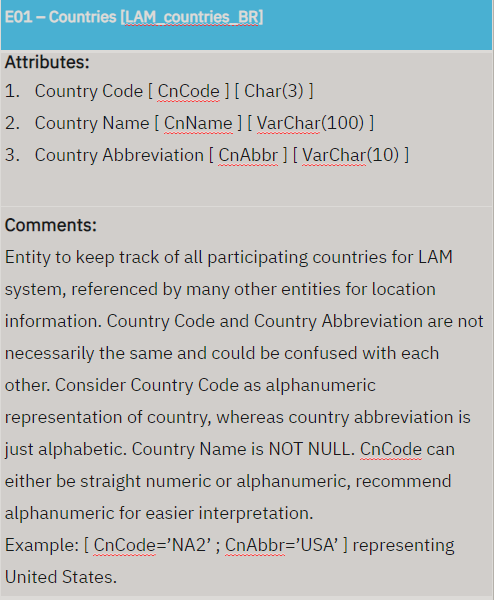 E01 – Countries [LAM_countries_BR]
Attributes:
1. Country Code [ CnCode ] [ Char(3) ]
2. Country Name [ CnName ] [ VarChar(100) ]
3. Country Abbreviation [ CnAbbr ] [ VarChar(10) ]
Comments:
Entity to keep track of all participating countries for LAM
system, referenced by many other entities for location
information. Country Code and Country Abbreviation are not
necessarily the same and could be confused with each
other. Consider Country Code as alphanumeric
representation of country, whereas country abbreviation is
just alphabetic. Country Name is NOT NULL. CnCode can
either be straight numeric or alphanumeric, recommend
alphanumeric for easier interpretation.
Example: [ CnCode=’NA2’ ; CnAbbr=’USA’ ] representing
United States.